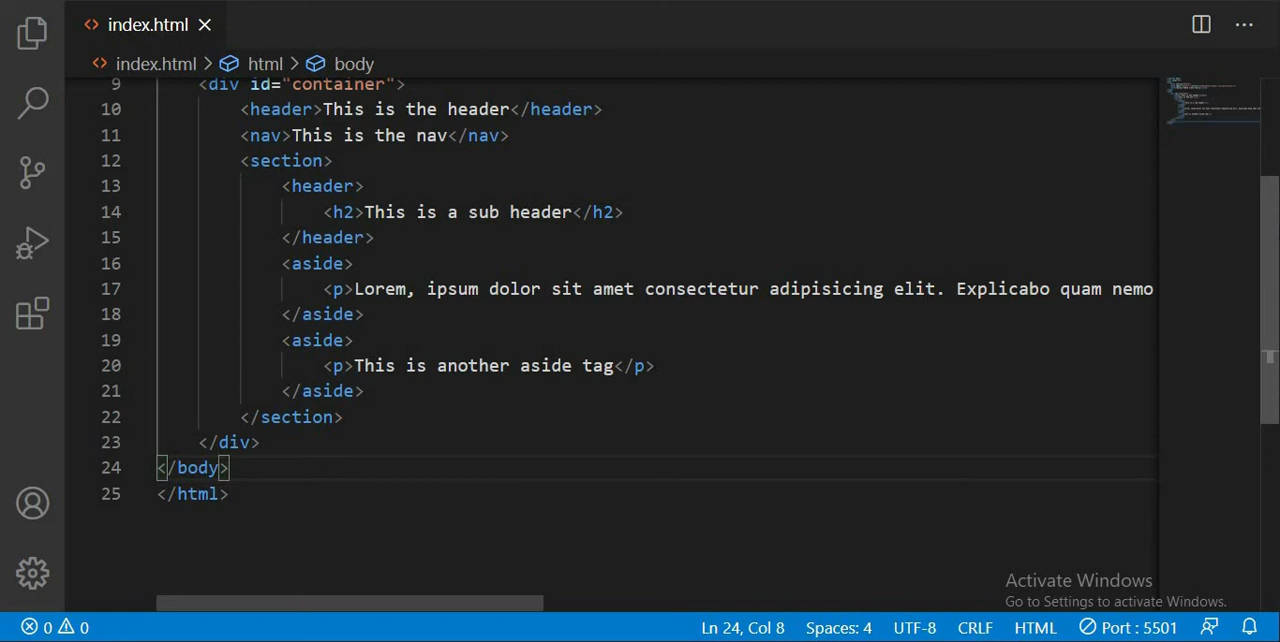 index.html
index.html > html > body
9 <div id="container">
10 <header>This is the header</header>
11 <nav>This is the nav</nav>
12 <section>
13 <header>
14 <h2>This is a sub header</h2>
15 </header>
16 <aside>
17 <p>Lorem, ipsum dolor sit amet consectetur adipisicing elit. Explicabo quam nemo
18 </aside>
19 <aside>
20 <p>This is another aside tag</p>
21 </aside>
22 </section>
23 </div>
24 </body>
25 </html>
Activate Windows
Go to Settings to activate Windows.
0 0 Ln 24, Col 8 Spaces: 4 UTF-8 CRLF HTML Port : 5501